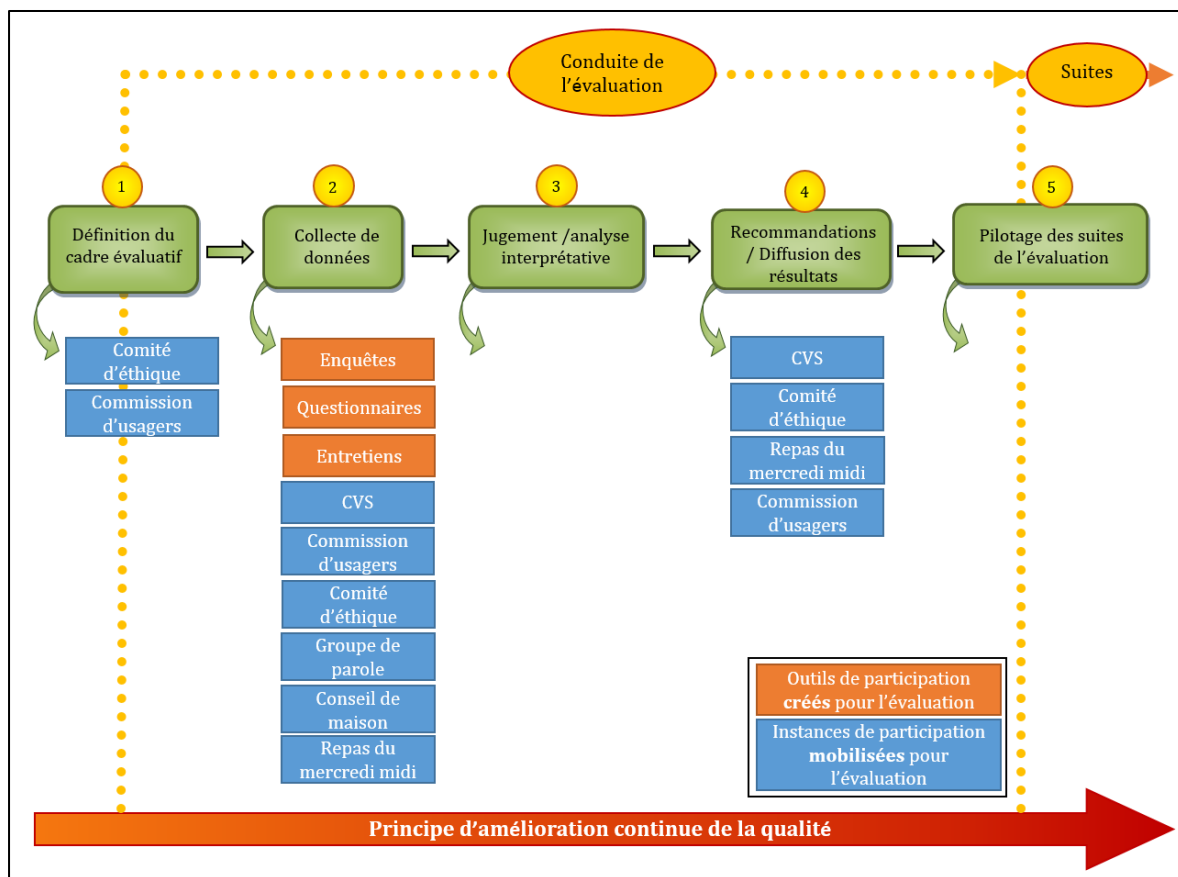 Conduite de
l'évaluation
Suites
1
2
3
4
5
Définition du
cadre évaluatif
Collecte de
données
Jugement /analyse
interprétative
Recommandations
/ Diffusion des
résultats
Pilotage des suites
de l'évaluation
Comité
d'éthique
Commission
d'usagers
Enquêtes
Questionnaires
Entretiens
CVS
Commission
d'usagers
Comité
d'éthique
Groupe de
parole
Conseil de
maison
Repas du
mercredi midi
CVS
Comité
d'éthique
Repas du
mercredi midi
Commission
d'usagers
Outils de participation
créés pour l'évaluation
Instances de participation
mobilisées pour
l'évaluation
Principe d'amélioration continue de la qualité